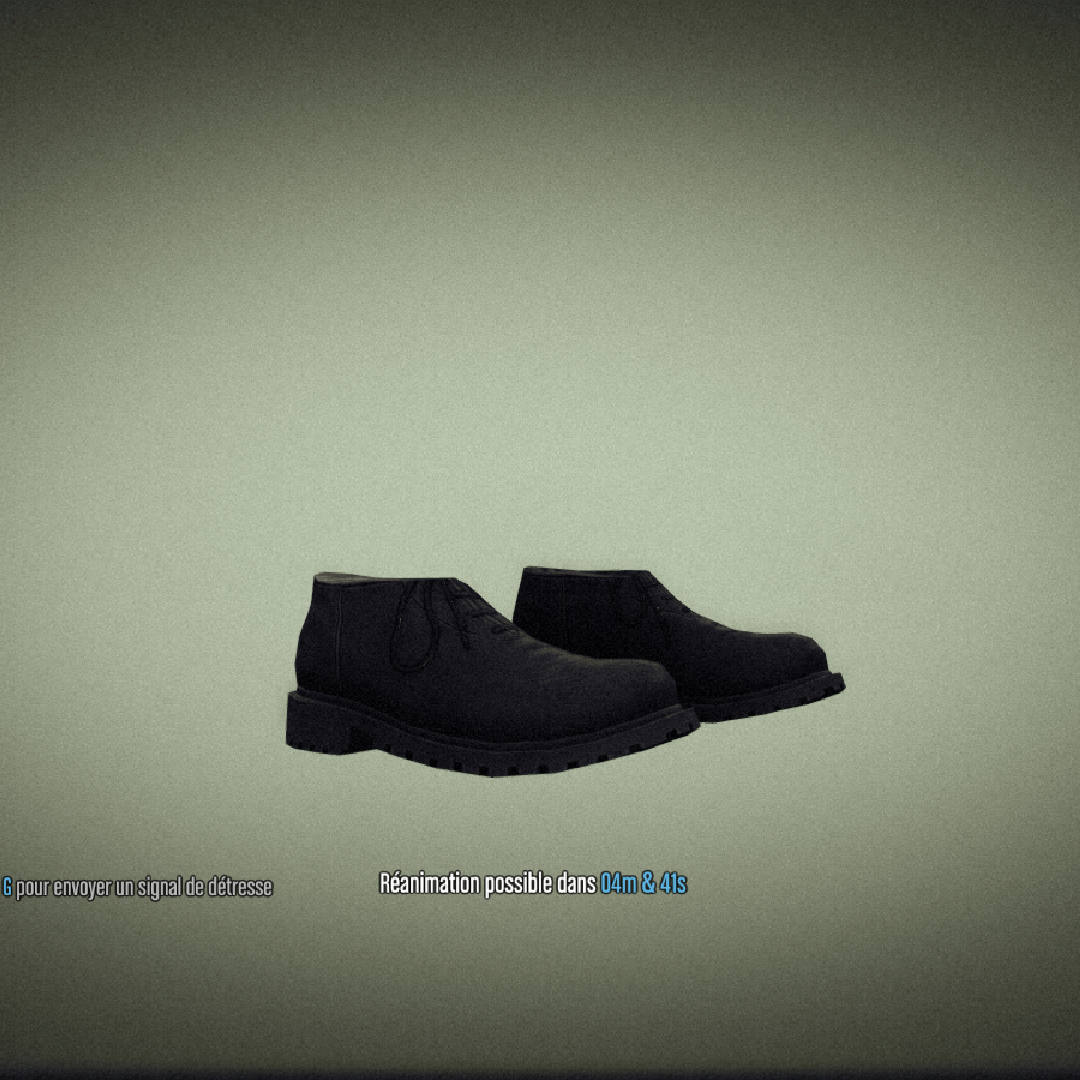 G pour envoyer un signal de détresse
Réanimation possible dans 04m & 41s